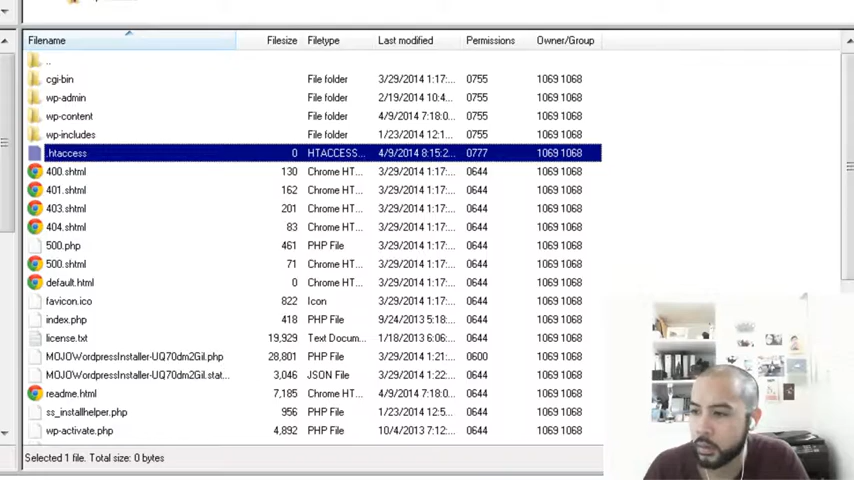 Filename Filesize Filetype Last modified Permissions Owner/Group
..
cgi-bin File folder 3/29/2014 1:17:... 0755 1069 1068
wp-admin File folder 2/19/2014 10:4... 0755 1069 1068
wp-content File folder 4/9/2014 7:18:0... 0755 1069 1068
wp-includes File folder 1/23/2014 12:1... 0755 1069 1068
.htaccess 0 HTACCESS... 4/9/2014 8:15:2... 0777 1069 1068
400.shtml 130 Chrome HT... 3/29/2014 1:17:... 0644 1069 1068
401.shtml 162 Chrome HT... 3/29/2014 1:17:... 0644 1069 1068
403.shtml 201 Chrome HT... 3/29/2014 1:17:... 0644 1069 1068
404.shtml 83 Chrome HT... 3/29/2014 1:17:... 0644 1069 1068
500.php 461 PHP File 3/29/2014 1:17:... 0644 1069 1068
500.shtml 71 Chrome HT... 3/29/2014 1:17:... 0644 1069 1068
default.html 0 Chrome HT... 3/29/2014 1:17:... 0644 1069 1068
favicon.ico 822 Icon 3/29/2014 1:17:... 0644 1069 1068
index.php 418 PHP File 9/24/2013 5:18:... 0644 1069 1068
license.txt 19,929 Text Docum... 1/18/2013 6:06:... 0644 1069 1068
MOJOWordpressInstaller-UQ70dm2Gil.php 28,801 PHP File 3/29/2014 1:21:... 0600 1069 1068
MOJOWordpressInstaller-UQ70dm2Gil.stat... 3,046 JSON File 3/29/2014 1:22:... 0644 1069 1068
readme.html 7,185 Chrome HT... 4/9/2014 7:18:0... 0644 1069 1068
ss_installhelper.php 956 PHP File 1/23/2014 12:5... 0644 1069 1068
wp-activate.php 4,892 PHP File 10/4/2013 7:12:... 0644 1069 1068
Selected 1 file. Total size: 0 bytes